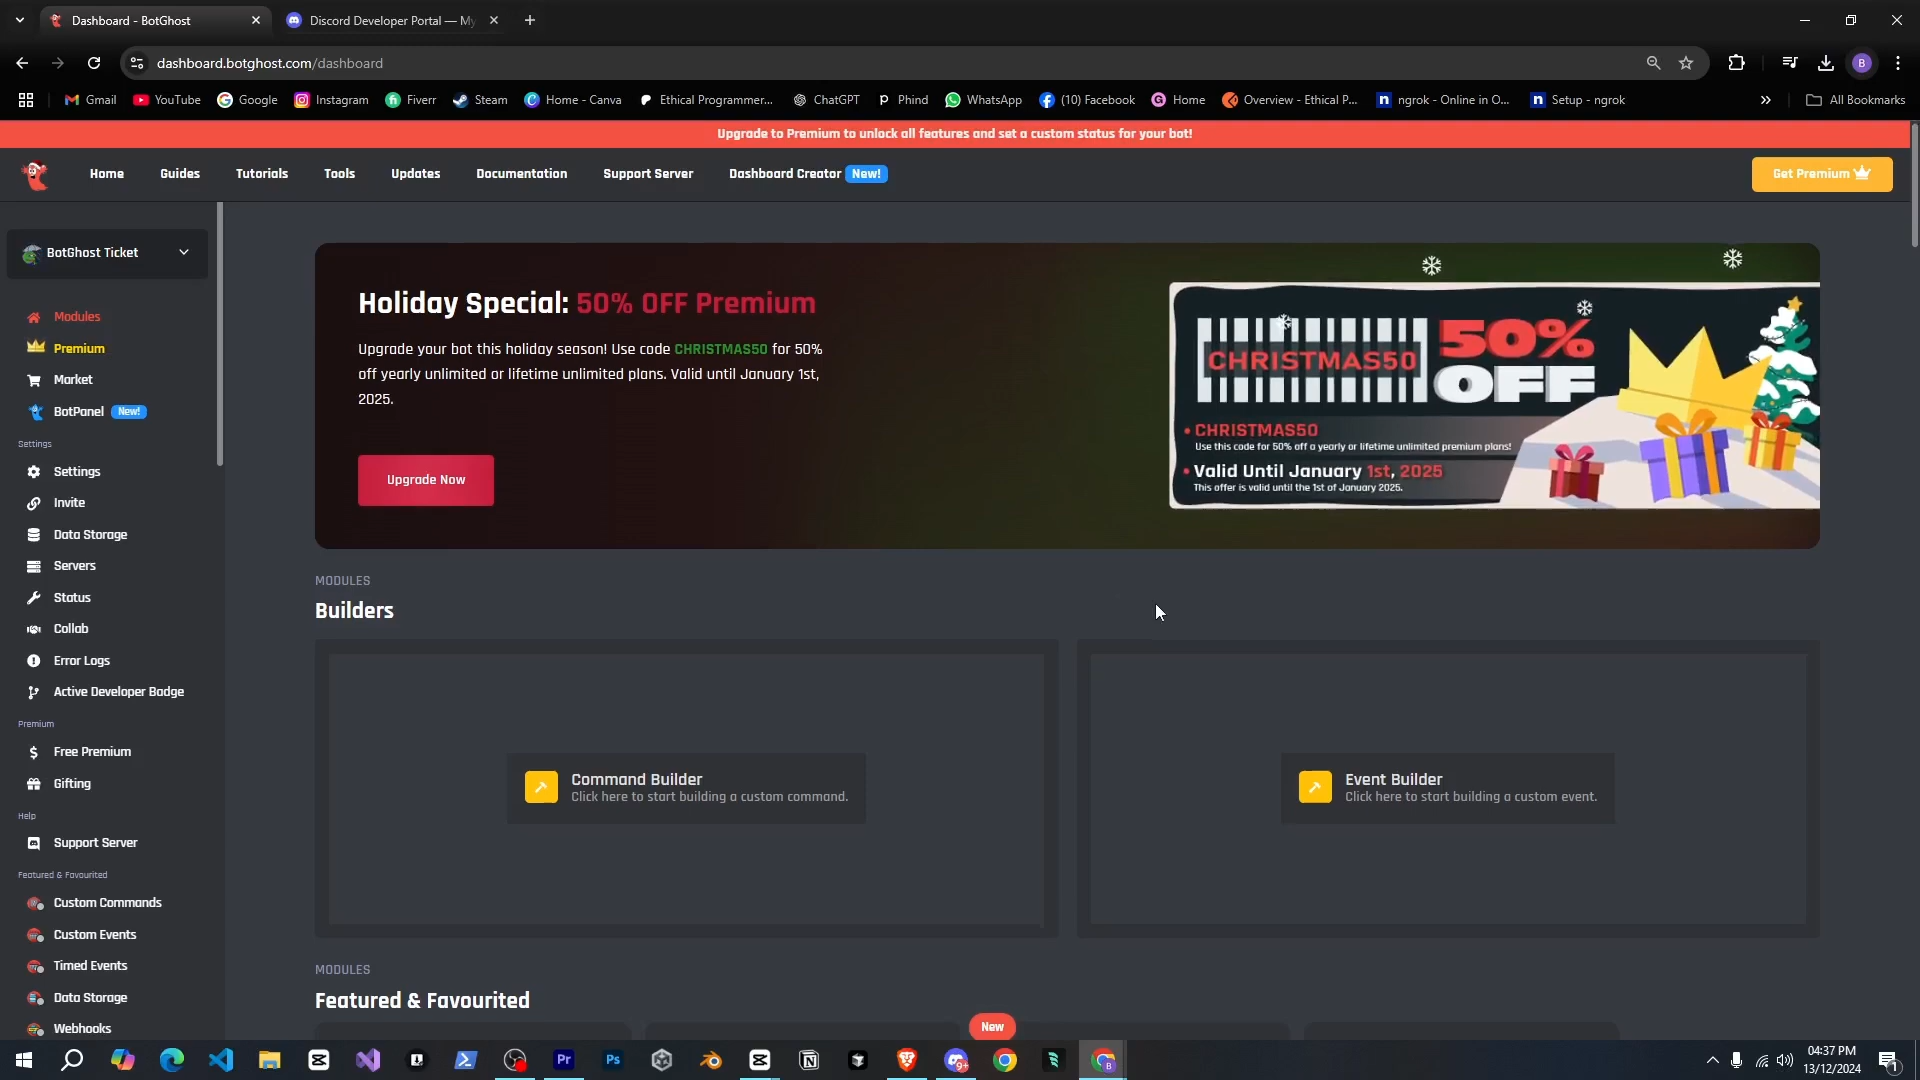 Dashboard - BotGhost
Discord Developer Portal — My
dashboard.botghost.com/dashboard
B
Gmail
YouTube
Google
Instagram
Fiverr
Steam
Home - Canva
Ethical Programmer...
ChatGPT
Phind
WhatsApp
(10) Facebook
Home
Overview - Ethical P...
ngrok - Online in O...
Setup - ngrok
All Bookmarks
Upgrade to Premium to unlock all features and set a custom status for your bot!
Home
Guides
Tutorials
Tools
Updates
Documentation
Support Server
Dashboard Creator New!
Get Premium
BotGhost Ticket
Modules
Premium
Market
BotPanel New!
Settings
Settings
Invite
Data Storage
Servers
Status
Collab
Error Logs
Active Developer Badge
Premium
Free Premium
Gifting
Help
Support Server
Featured & Favourited
Custom Commands
Custom Events
Timed Events
Data Storage
Webhooks
Holiday Special: 50% OFF Premium
Upgrade your bot this holiday season! Use code CHRISTMAS50 for 50%
off yearly unlimited or lifetime unlimited plans. Valid until January 1st,
2025.
Upgrade Now
CHRISTMAS50
50%
OFF
• CHRISTMAS50
Use this code for 50% off a yearly or lifetime unlimited premium plans!
• Valid Until January 1st, 2025
This offer is valid until the 1st of January 2025.
MODULES
Builders
Command Builder
Click here to start building a custom command.
Event Builder
Click here to start building a custom event.
MODULES
Featured & Favourited
New
Pr
Ps
9+
B
04:37 PM
13/12/2024
1